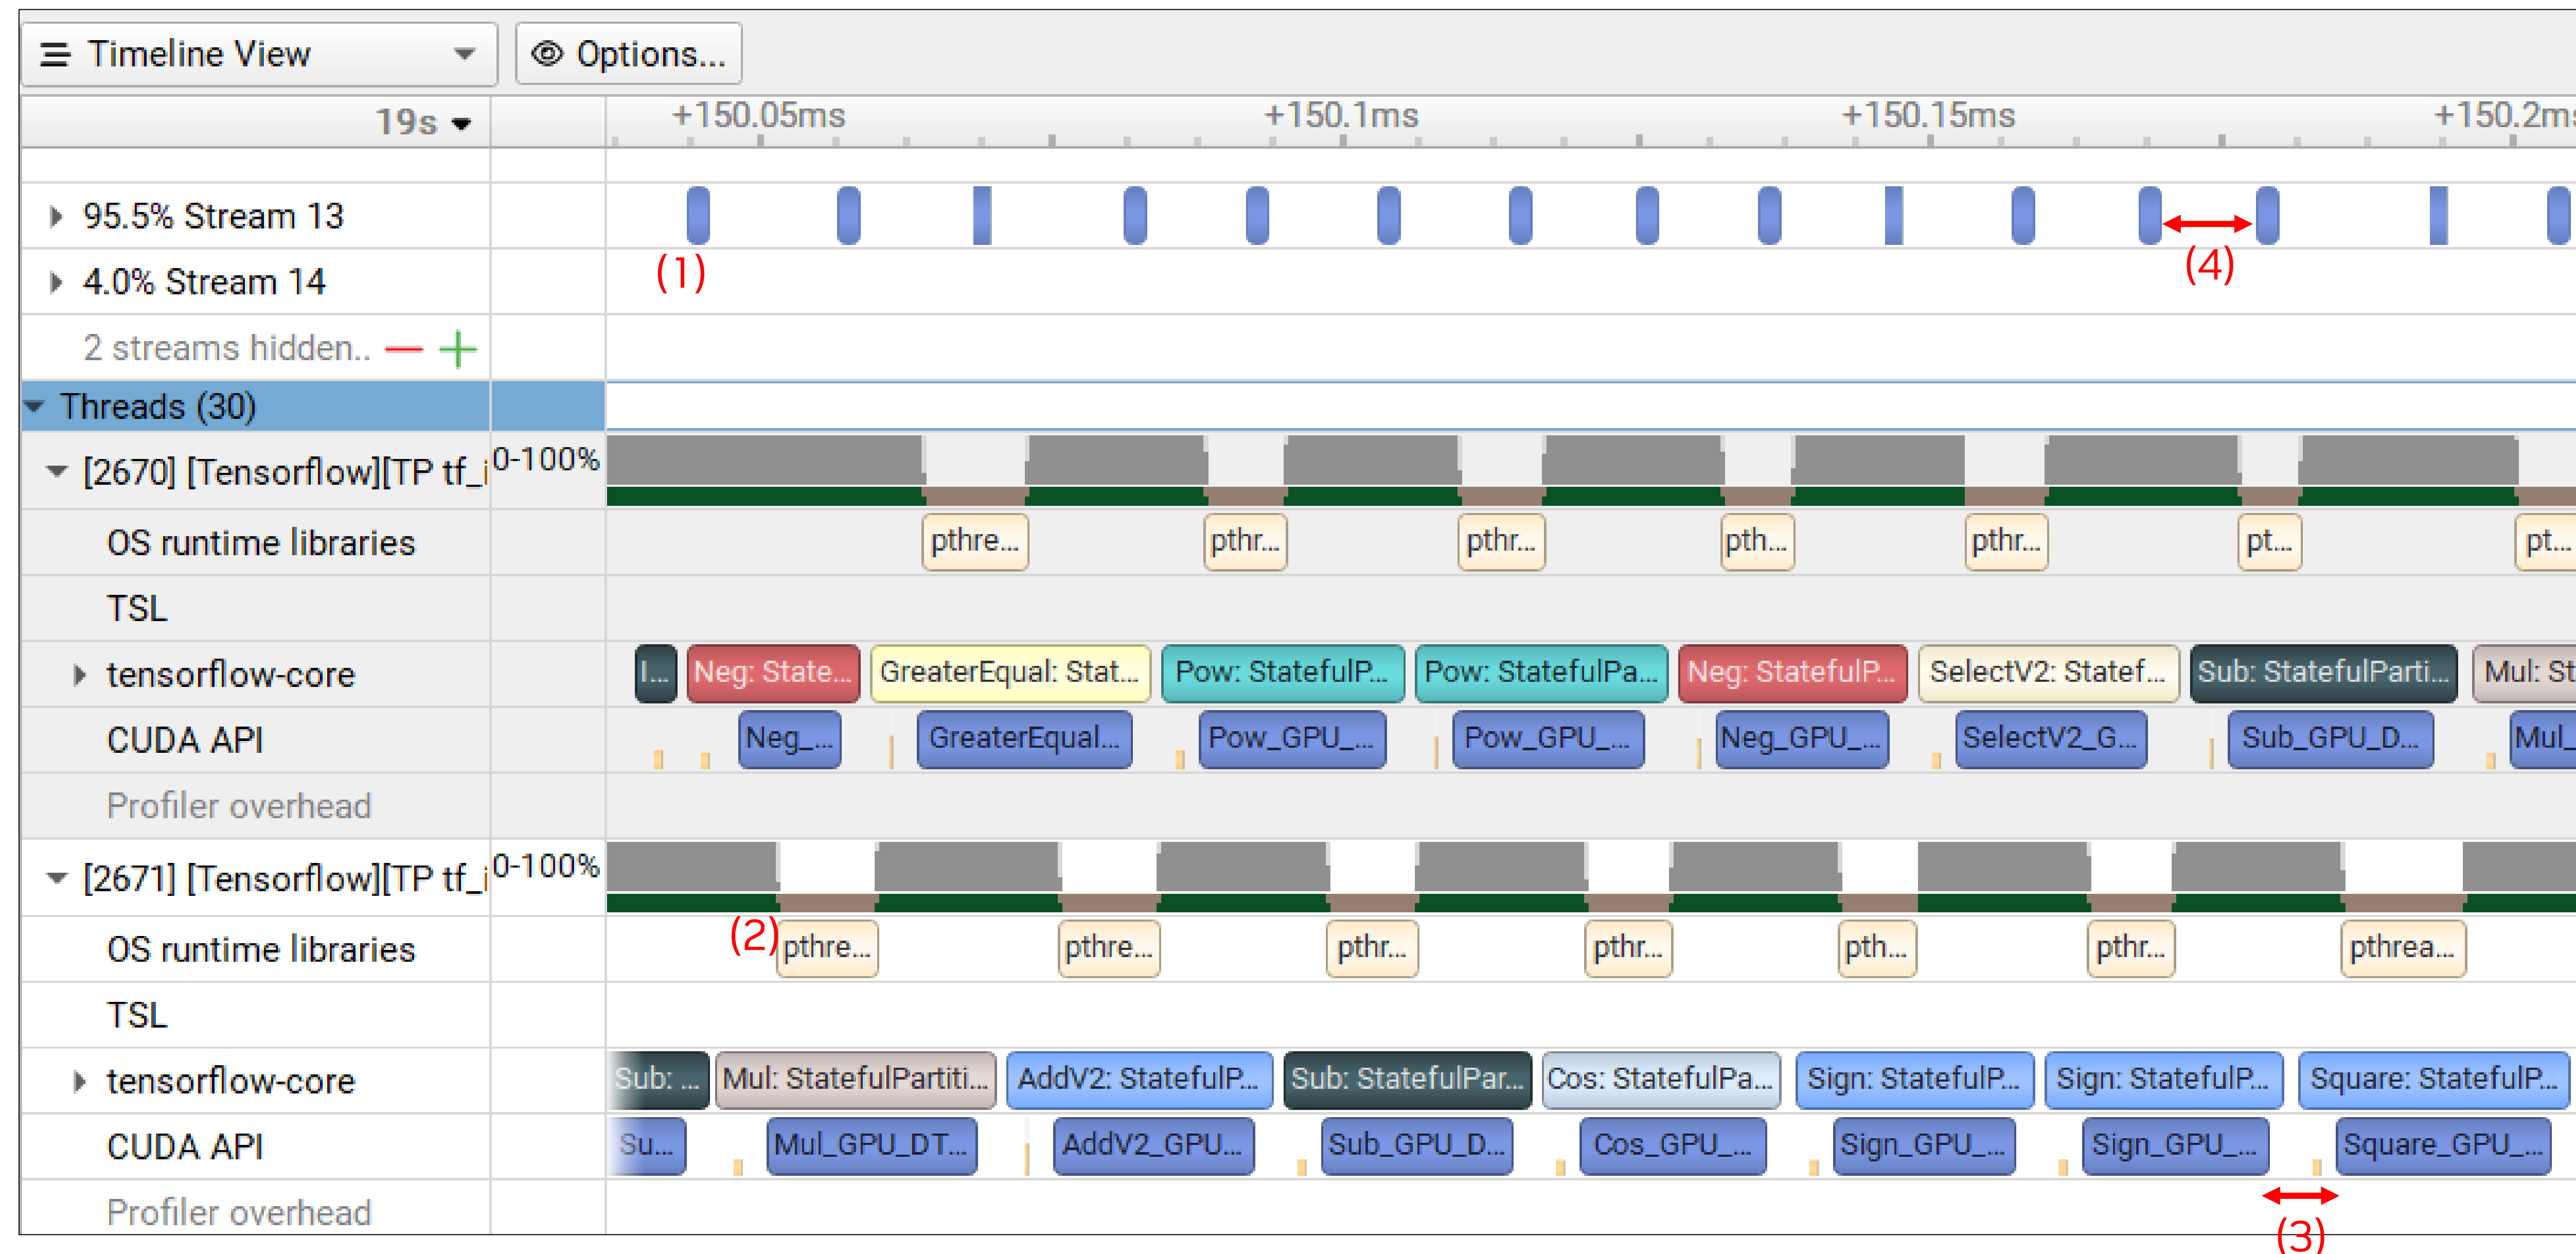 Timeline View Options...
19s +150.05ms +150.1ms +150.15ms +150.2ms
95.5% Stream 13
(1) (4)
4.0% Stream 14
2 streams hidden..
Threads (30)
[2670] [Tensorflow][TP tf_i 0-100%
OS runtime libraries pthre... pthr... pthr... pth... pthr... pt... pt...
TSL
tensorflow-core I... Neg: State... GreaterEqual: Stat... Pow: StatefulP... Pow: StatefulPa... Neg: StatefulP... SelectV2: Statef... Sub: StatefulParti... Mul: St
CUDA API Neg_... GreaterEqual... Pow_GPU_... Pow_GPU_... Neg_GPU_... SelectV2_G... Sub_GPU_D... Mul_
Profiler overhead
[2671] [Tensorflow][TP tf_i 0-100%
OS runtime libraries (2) pthre... pthre... pthr... pthr... pth... pthr... pthrea...
TSL
tensorflow-core Sub: ... Mul: StatefulPartiti... AddV2: StatefulP... Sub: StatefulPar... Cos: StatefulPa... Sign: StatefulP... Sign: StatefulP... Square: StatefulP...
CUDA API Su... Mul_GPU_DT... AddV2_GPU... Sub_GPU_D... Cos_GPU_... Sign_GPU_... Sign_GPU_... Square_GPU_...
Profiler overhead (3)